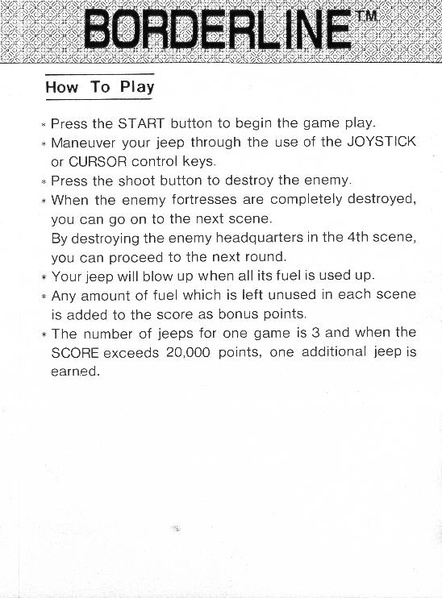 BORDERLINE™
How To Play
* Press the START button to begin the game play.
* Maneuver your jeep through the use of the JOYSTICK
or CURSOR control keys.
* Press the shoot button to destroy the enemy.
* When the enemy fortresses are completely destroyed,
you can go on to the next scene.
By destroying the enemy headquarters in the 4th scene,
you can proceed to the next round.
* Your jeep will blow up when all its fuel is used up.
* Any amount of fuel which is left unused in each scene
is added to the score as bonus points.
* The number of jeeps for one game is 3 and when the
SCORE exceeds 20,000 points, one additional jeep is
earned.